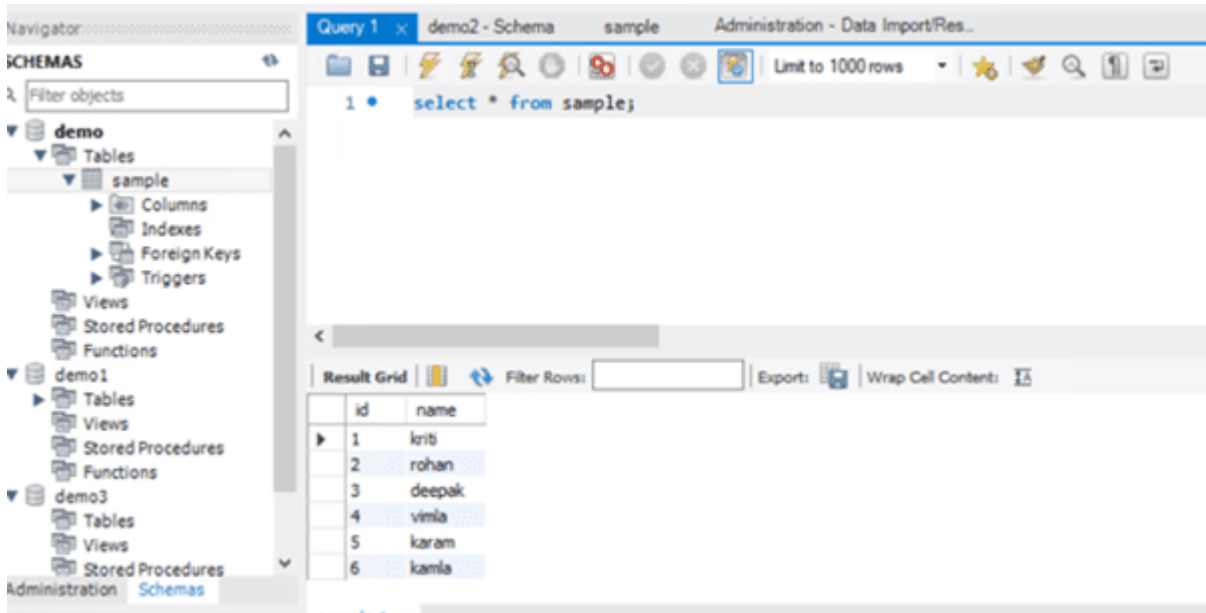 Navigator
SCHEMAS
Filter objects
demo
Tables
sample
Columns
Indexes
Foreign Keys
Triggers
Views
Stored Procedures
Functions
demo1
Tables
Views
Stored Procedures
Functions
demo3
Tables
Views
Stored Procedures
Administration Schemas
Query 1 × demo2 - Schema sample Administration - Data Import/Res...
Limit to 1000 rows
1 select * from sample;
Result Grid Filter Rows: Export: Wrap Cell Content:
id name
1 kriti
2 rohan
3 deepak
4 vimla
5 karam
6 kamla